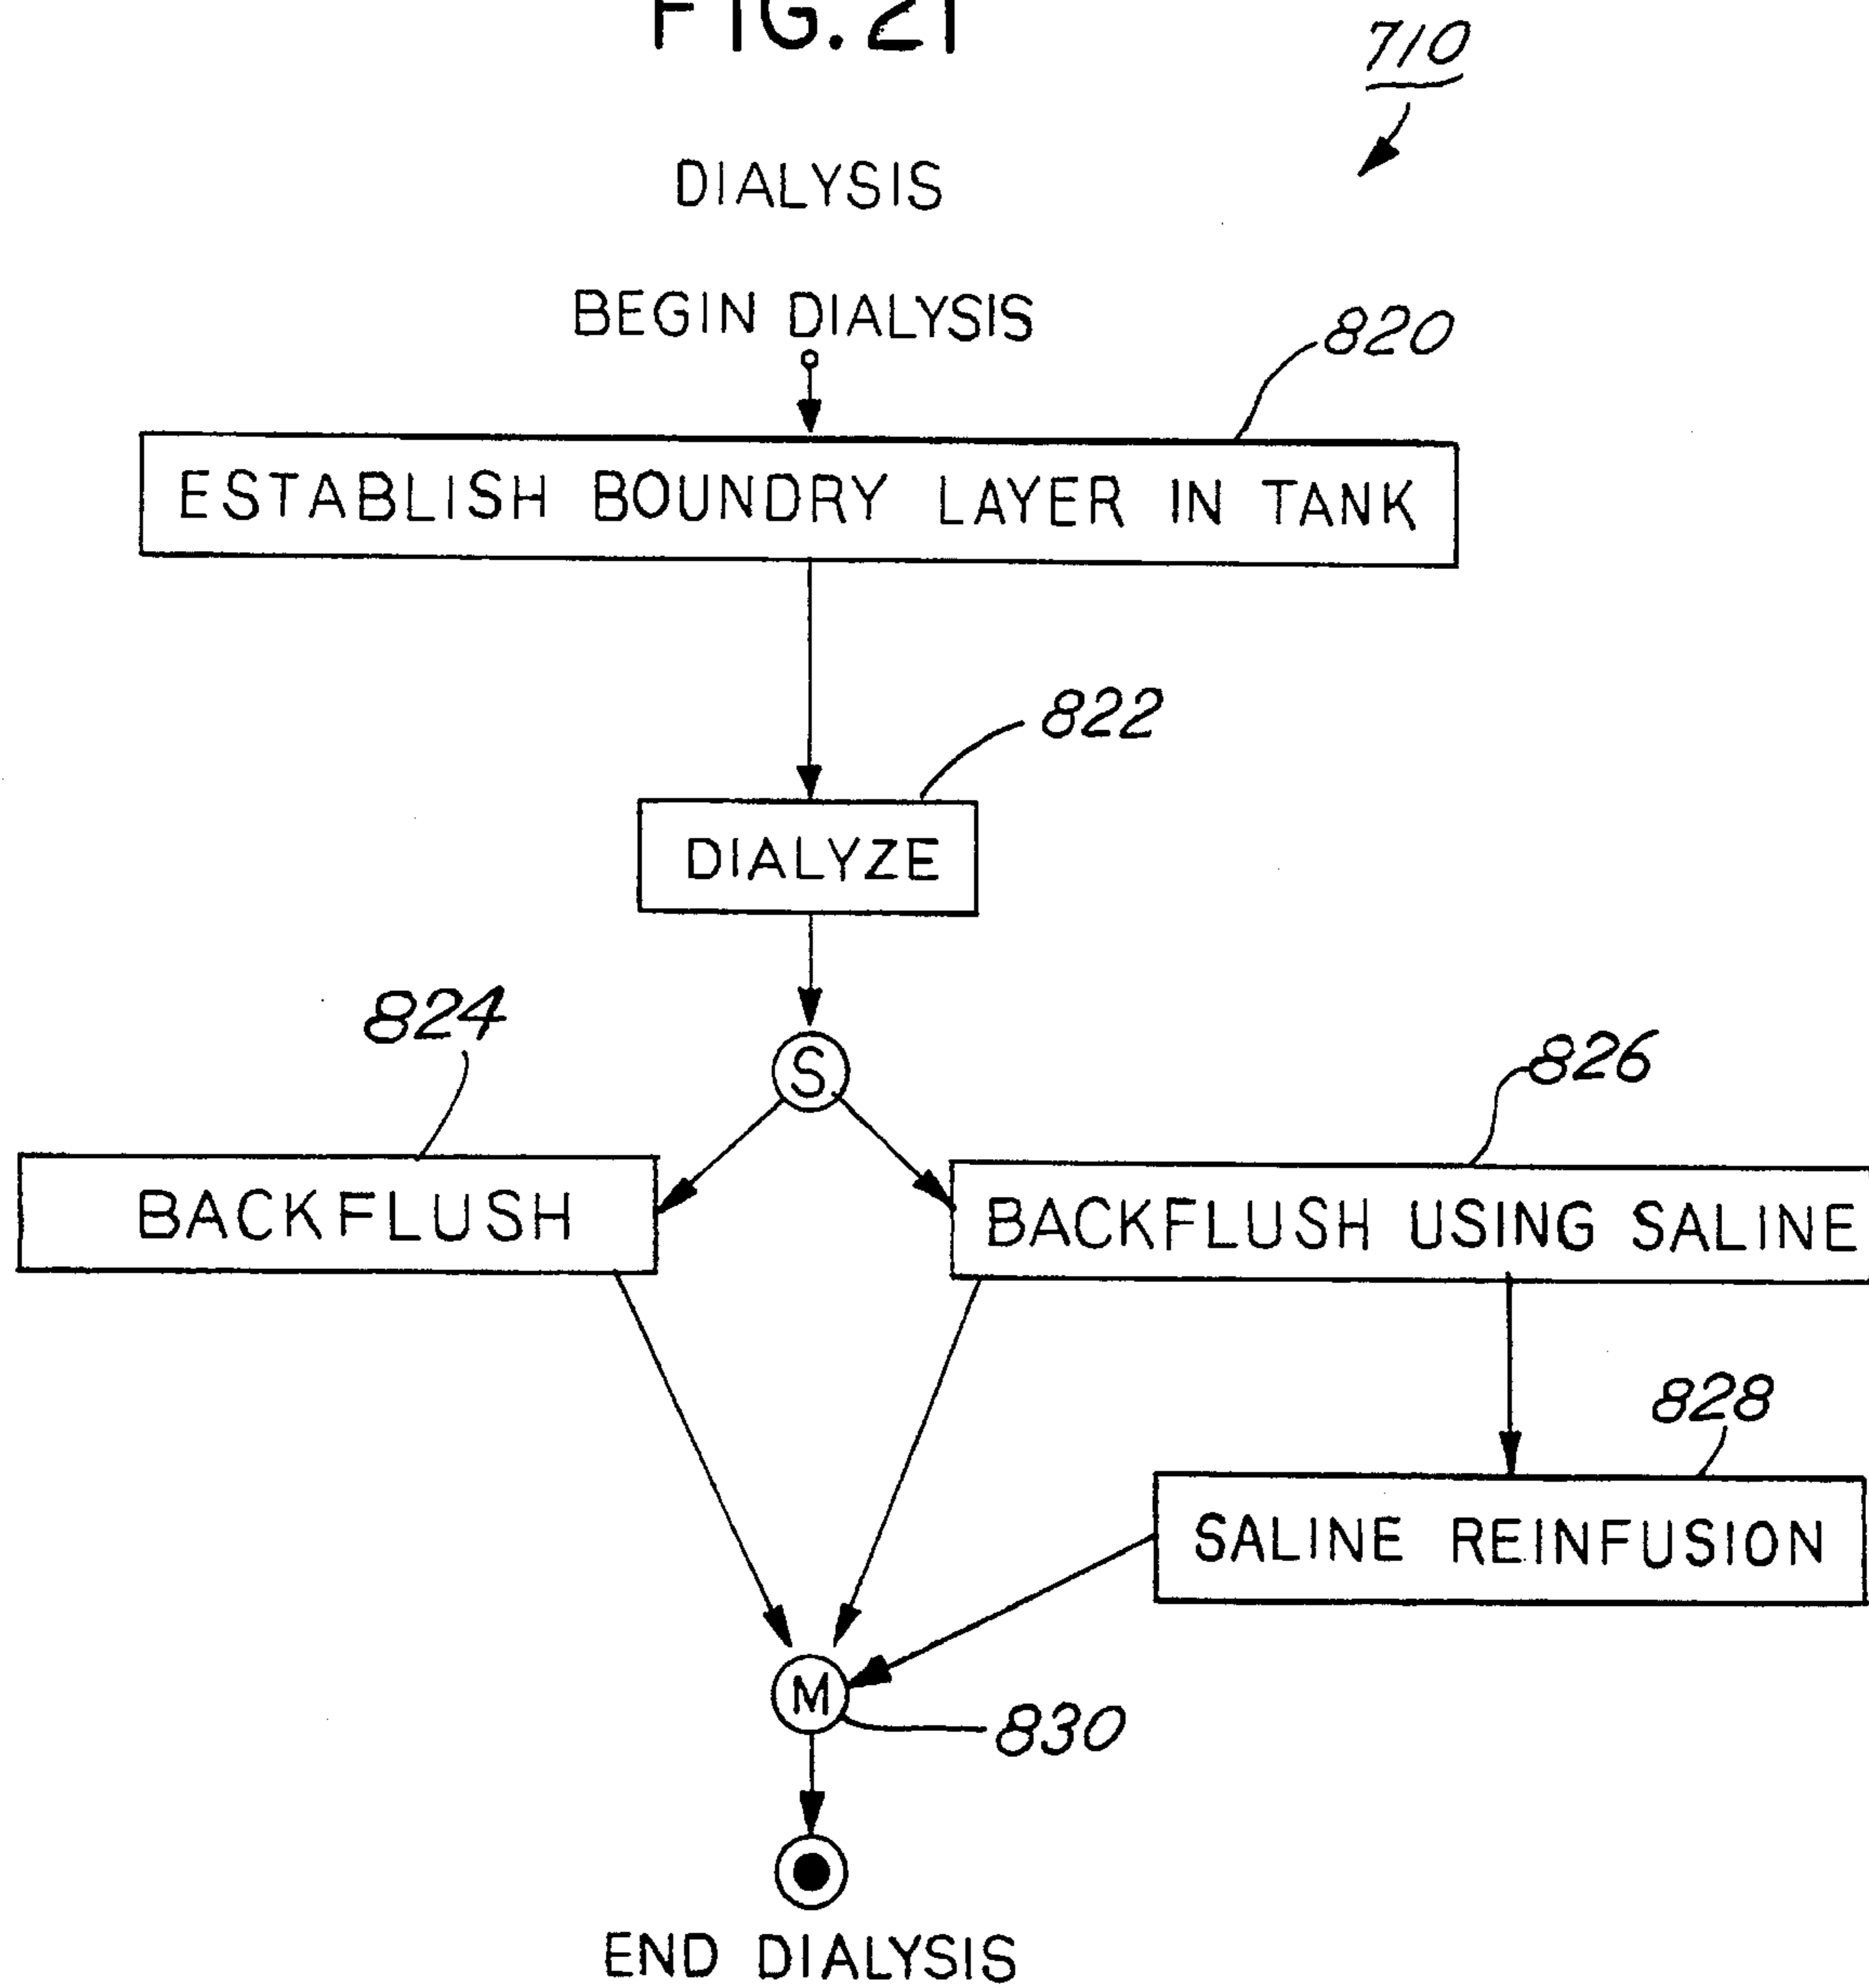 FIG. 21
710
DIALYSIS
BEGIN DIALYSIS
820
ESTABLISH BOUNDRY LAYER IN TANK
822
DIALYZE
824
S
826
BACKFLUSH
BACKFLUSH USING SALINE
828
SALINE REINFUSION
M
830
END DIALYSIS